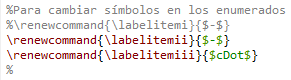 %Para cambiar símbolos en los enumerados
%\renewcommand{\labelitemi}{$-$}
\renewcommand{\labelitemii}{$-$}
\renewcommand{\labelitemiii}{$cDot$}
%